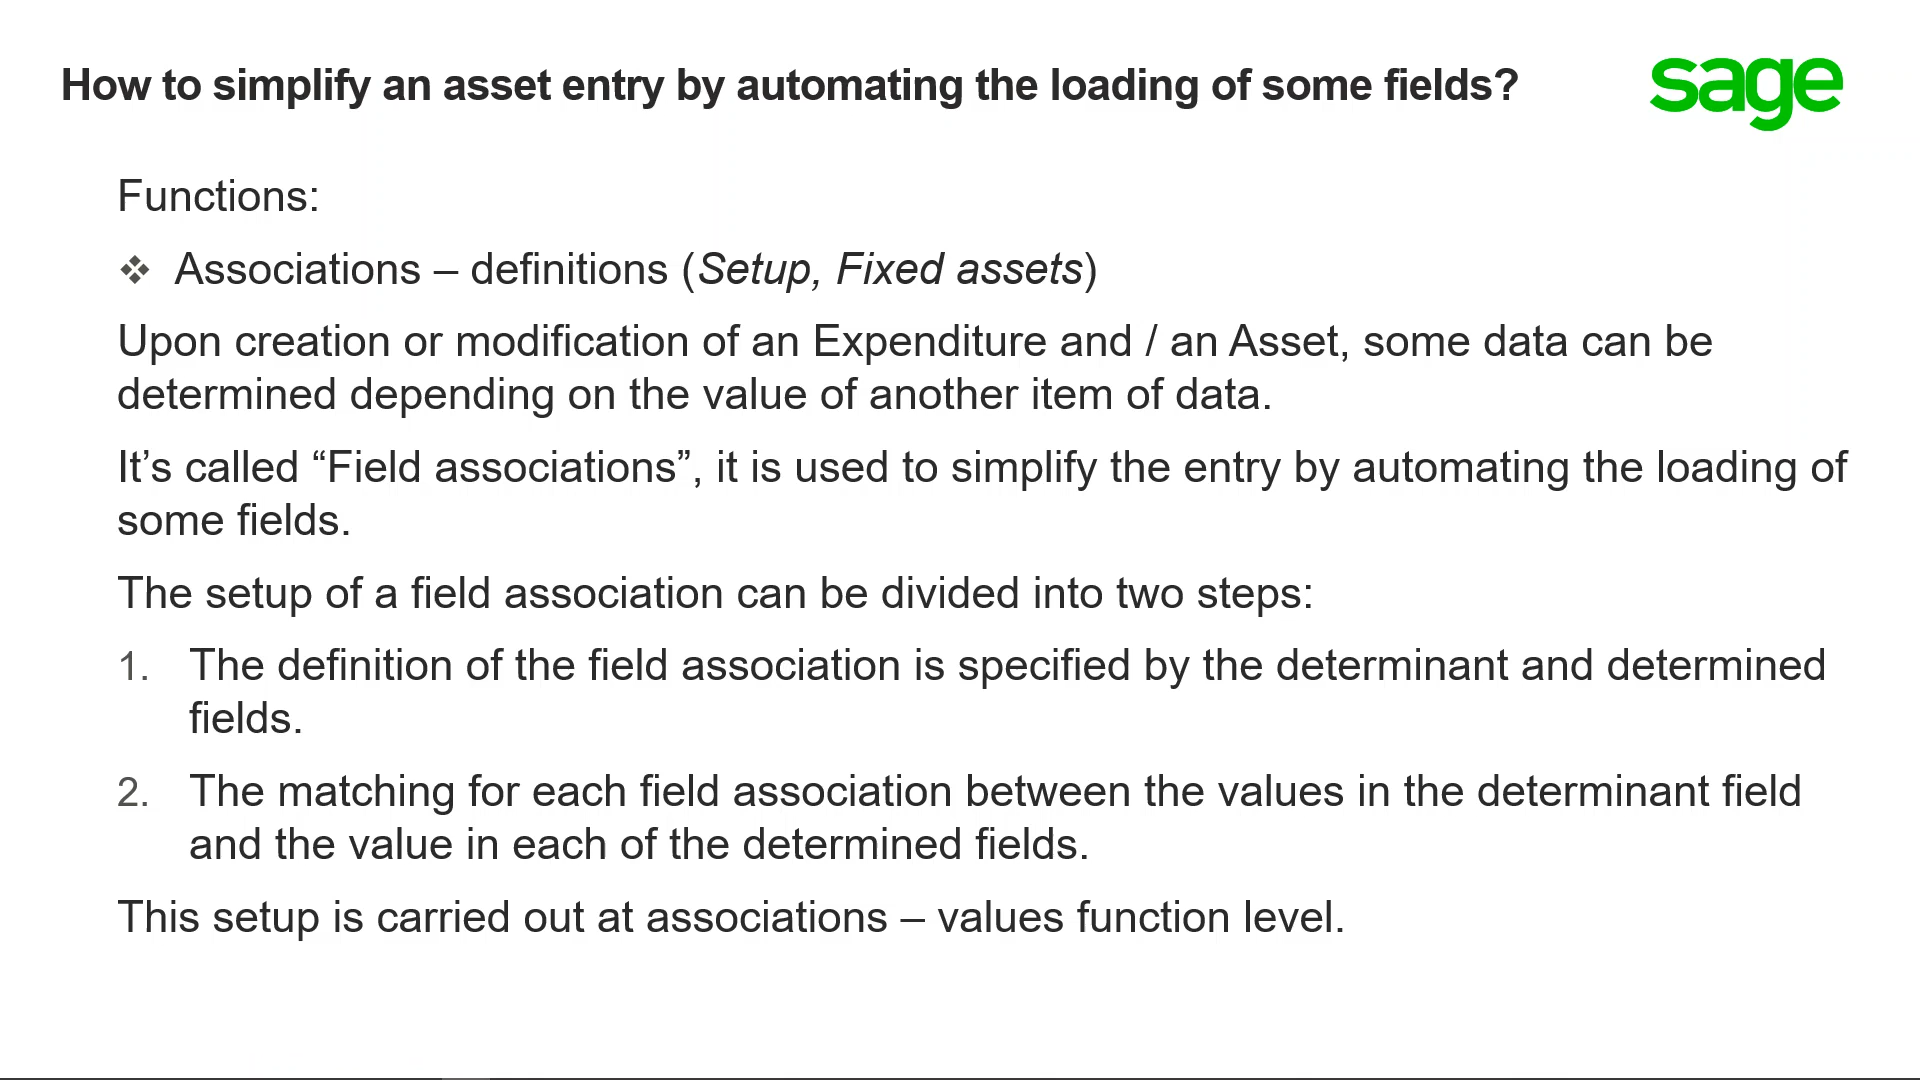 How to simplify an asset entry by automating the loading of some fields?
sage
Functions:
❖ Associations – definitions (Setup, Fixed assets)
Upon creation or modification of an Expenditure and / an Asset, some data can be
determined depending on the value of another item of data.
It’s called “Field associations”, it is used to simplify the entry by automating the loading of
some fields.
The setup of a field association can be divided into two steps:
1. The definition of the field association is specified by the determinant and determined
fields.
2. The matching for each field association between the values in the determinant field
and the value in each of the determined fields.
This setup is carried out at associations – values function level.